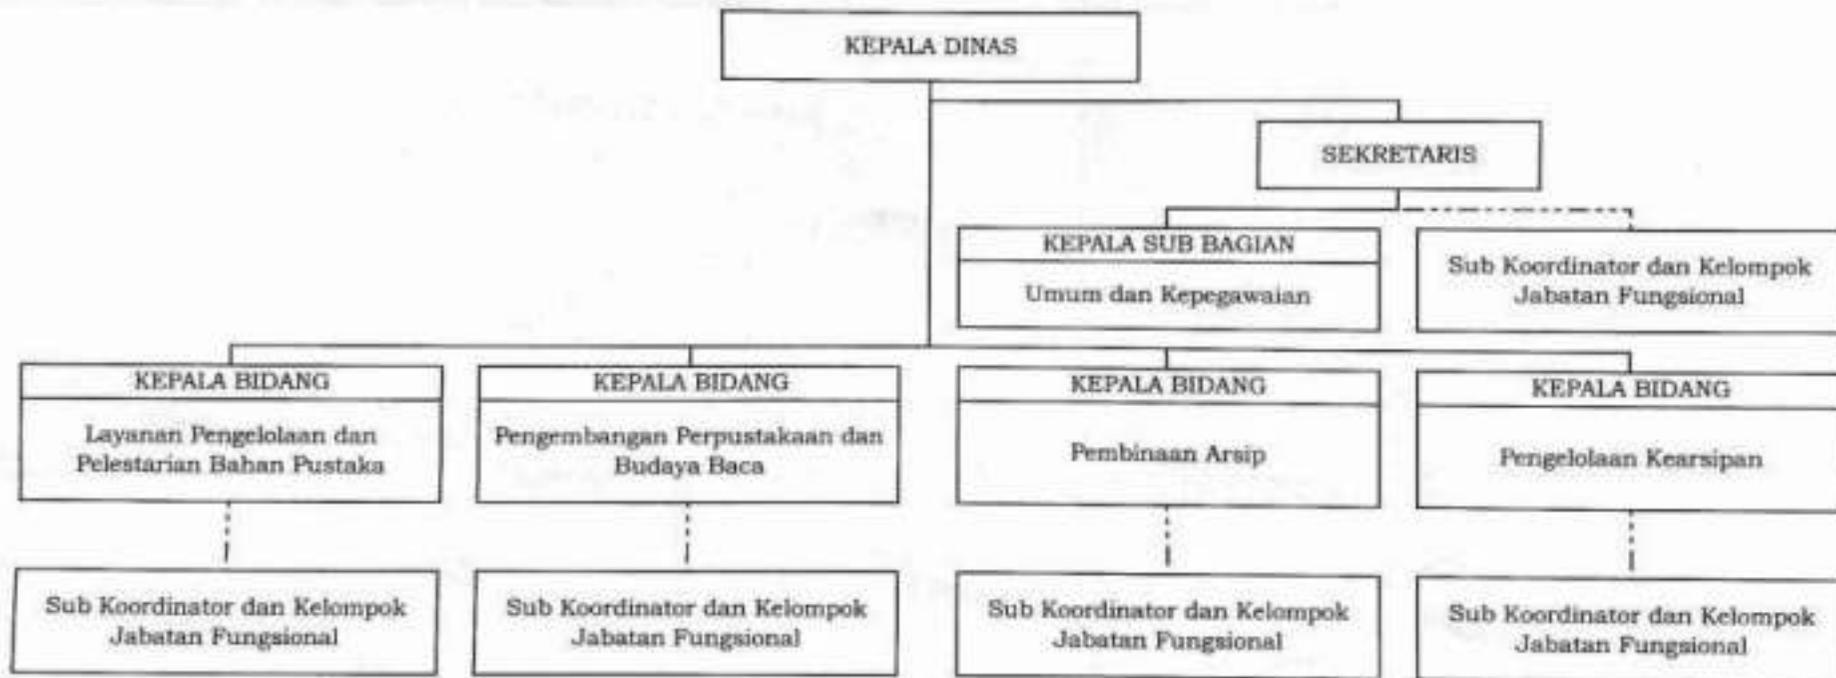 KEPALA DINAS
SEKRETARIS
KEPALA SUB BAGIAN
Umum dan Kepegawaian
Sub Koordinator dan Kelompok
Jabatan Fungsional
KEPALA BIDANG
Layanan Pengelolaan dan
Pelestarian Bahan Pustaka
KEPALA BIDANG
Pengembangan Perpustakaan dan
Budaya Baca
KEPALA BIDANG
Pembinaan Arsip
KEPALA BIDANG
Pengelolaan Kearsipan
Sub Koordinator dan Kelompok
Jabatan Fungsional
Sub Koordinator dan Kelompok
Jabatan Fungsional
Sub Koordinator dan Kelompok
Jabatan Fungsional
Sub Koordinator dan Kelompok
Jabatan Fungsional